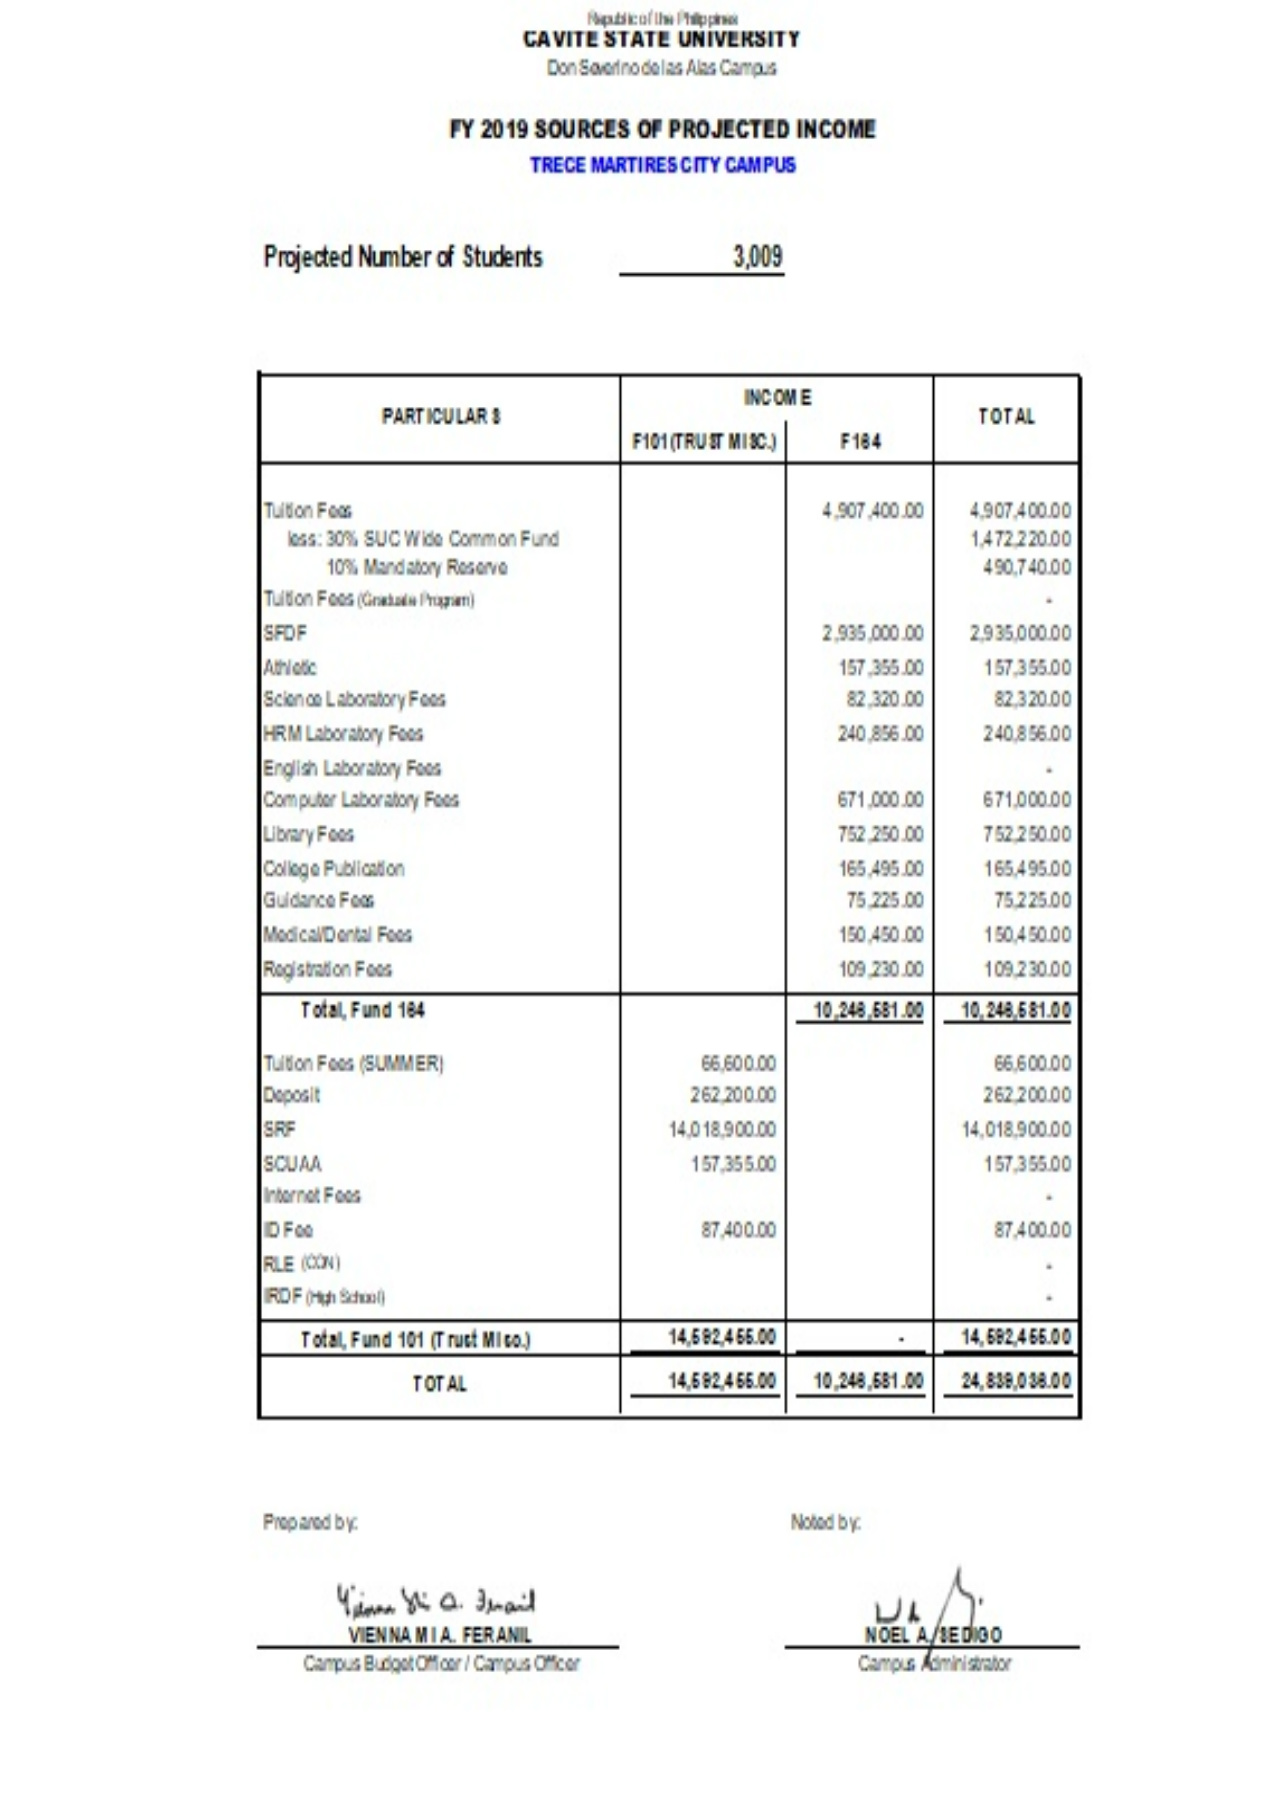 Republic of the Philippines
CAVITE STATE UNIVERSITY
Don Severino de las Alas Campus
FY 2019 SOURCES OF PROJECTED INCOME
TRECE MARTIRES CITY CAMPUS
Projected Number of Students 3,009
PARTICULARS INCOME TOTAL
F101 (TRUST MISC.) F164
Tuition Fees 4,907,400.00 4,907,400.00
less: 30% SUC Wide Common Fund 1,472,220.00
10% Mandatory Reserve 490,740.00
Tuition Fees (Graduate Program) -
SFDF 2,935,000.00 2,935,000.00
Athletic 157,355.00 157,355.00
Science Laboratory Fees 82,320.00 82,320.00
HRM Laboratory Fees 240,856.00 240,856.00
English Laboratory Fees -
Computer Laboratory Fees 671,000.00 671,000.00
Library Fees 752,250.00 752,250.00
College Publication 165,495.00 165,495.00
Guidance Fees 75,225.00 75,225.00
Medical/Dental Fees 150,450.00 150,450.00
Registration Fees 109,230.00 109,230.00
Total, Fund 164 10,246,581.00 10,246,581.00
Tuition Fees (SUMMER) 66,600.00 66,600.00
Deposit 262,200.00 262,200.00
SRF 14,018,900.00 14,018,900.00
SCUAA 157,355.00 157,355.00
Internet Fees -
ID Fee 87,400.00 87,400.00
RLE (CON) -
IRDF (High School) -
Total, Fund 101 (Trust Misc.) 14,592,455.00 - 14,592,455.00
TOTAL 14,592,455.00 10,246,581.00 24,839,036.00
Prepared by: Noted by:
VIENNA MI A. FERANIL NOEL A. SEDIGO
Campus Budget Officer / Campus Officer Campus Administrator